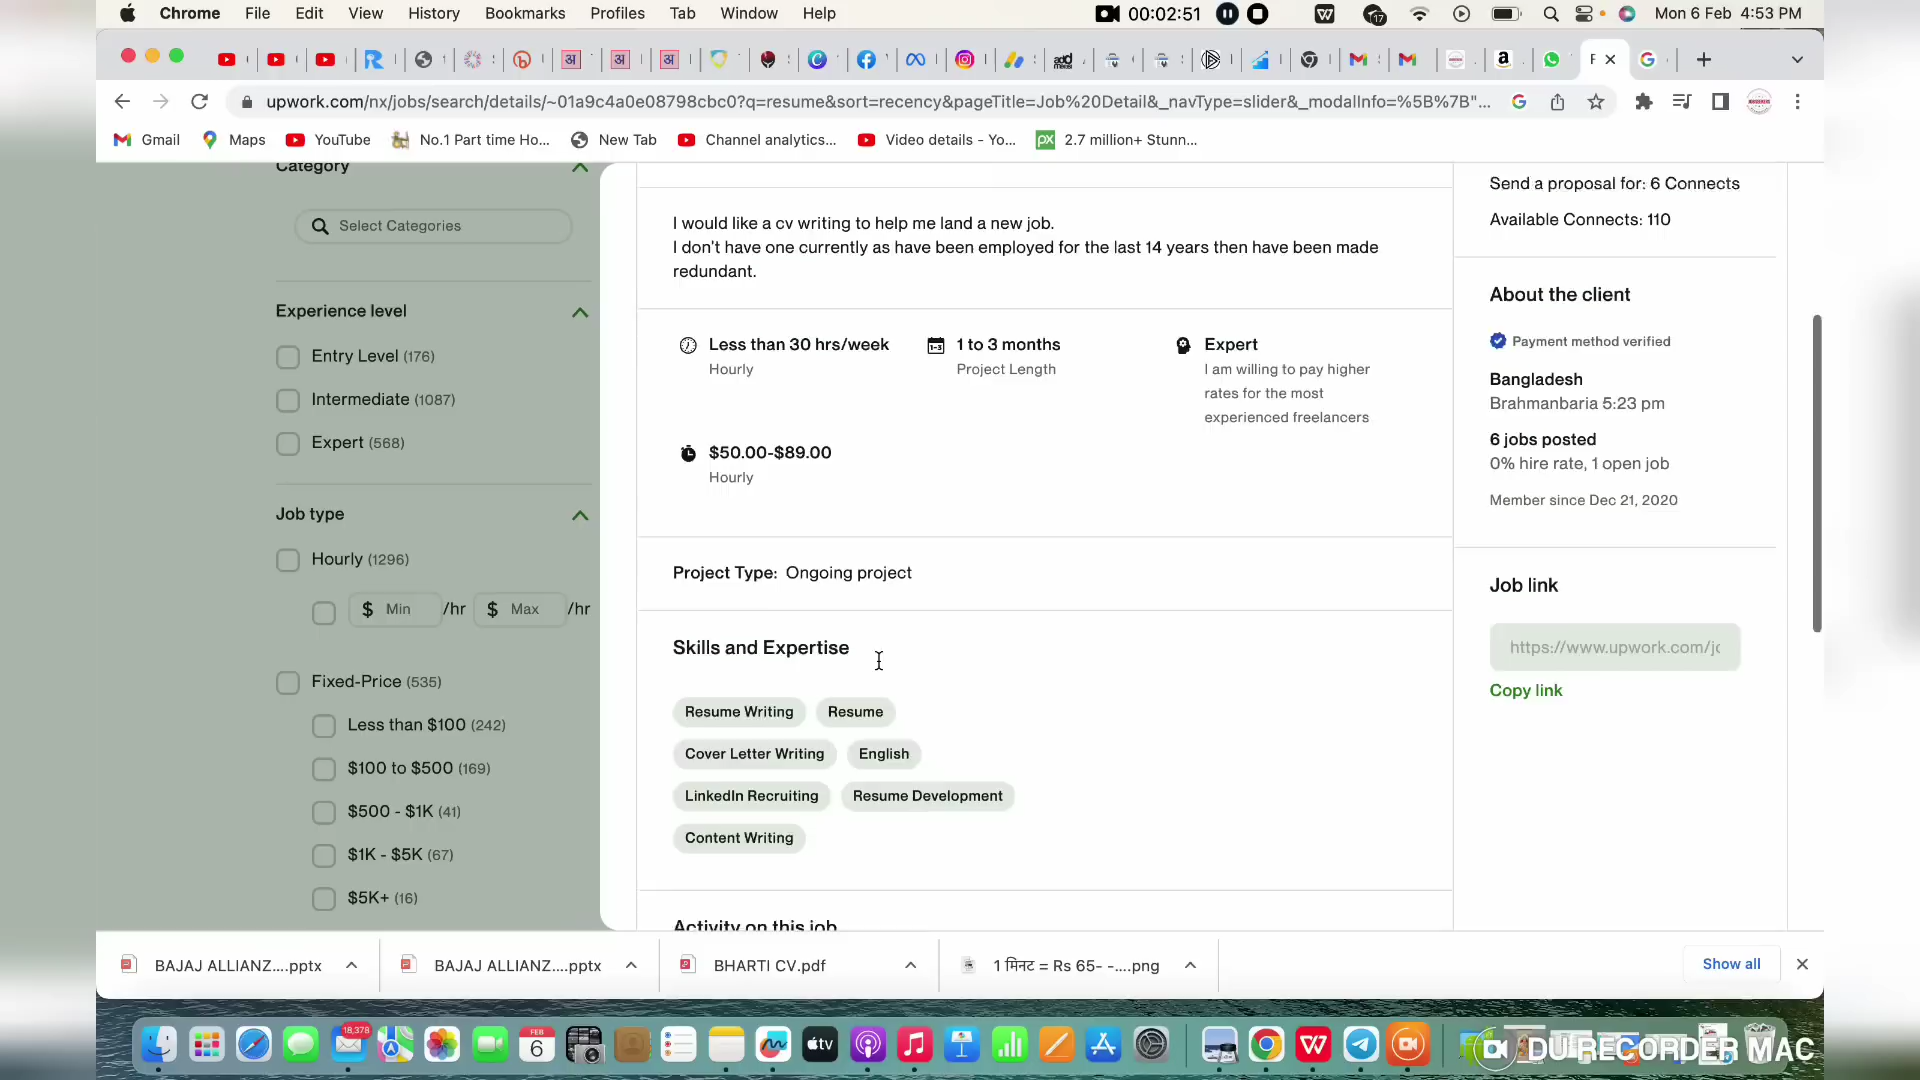 Chrome File Edit View History Bookmarks Profiles Tab Window Help 00:02:51 17 Mon 6 Feb 4:53 PM
upwork.com/nx/jobs/search/details/~01a9c4a0e08798cbc0?q=resume&sort=recency&pageTitle=Job%20Detail&_navType=slider&_modalInfo=%5B%7B"...
Gmail Maps YouTube No.1 Part time Ho... New Tab Channel analytics... Video details - Yo... 2.7 million+ Stunn...
Category
Select Categories
Experience level
Entry Level (176)
Intermediate (1087)
Expert (568)
Job type
Hourly (1296)
$ Min /hr $ Max /hr
Fixed-Price (535)
Less than $100 (242)
$100 to $500 (169)
$500 - $1K (41)
$1K - $5K (67)
$5K+ (16)
I would like a cv writing to help me land a new job.
I don't have one currently as have been employed for the last 14 years then have been made
redundant.
Less than 30 hrs/week
Hourly
1 to 3 months
Project Length
Expert
I am willing to pay higher
rates for the most
experienced freelancers
$50.00-$89.00
Hourly
Project Type: Ongoing project
Skills and Expertise
Resume Writing Resume
Cover Letter Writing English
LinkedIn Recruiting Resume Development
Content Writing
Activity on this job
Send a proposal for: 6 Connects
Available Connects: 110
About the client
Payment method verified
Bangladesh
Brahmanbaria 5:23 pm
6 jobs posted
0% hire rate, 1 open job
Member since Dec 21, 2020
Job link
https://www.upwork.com/jo
Copy link
BAJAJ ALLIANZ....pptx BAJAJ ALLIANZ....pptx BHARTI CV.pdf 1 मिनट = Rs 65- -....png Show all
18,378 FEB 6 tv
DU RECORDER MAC